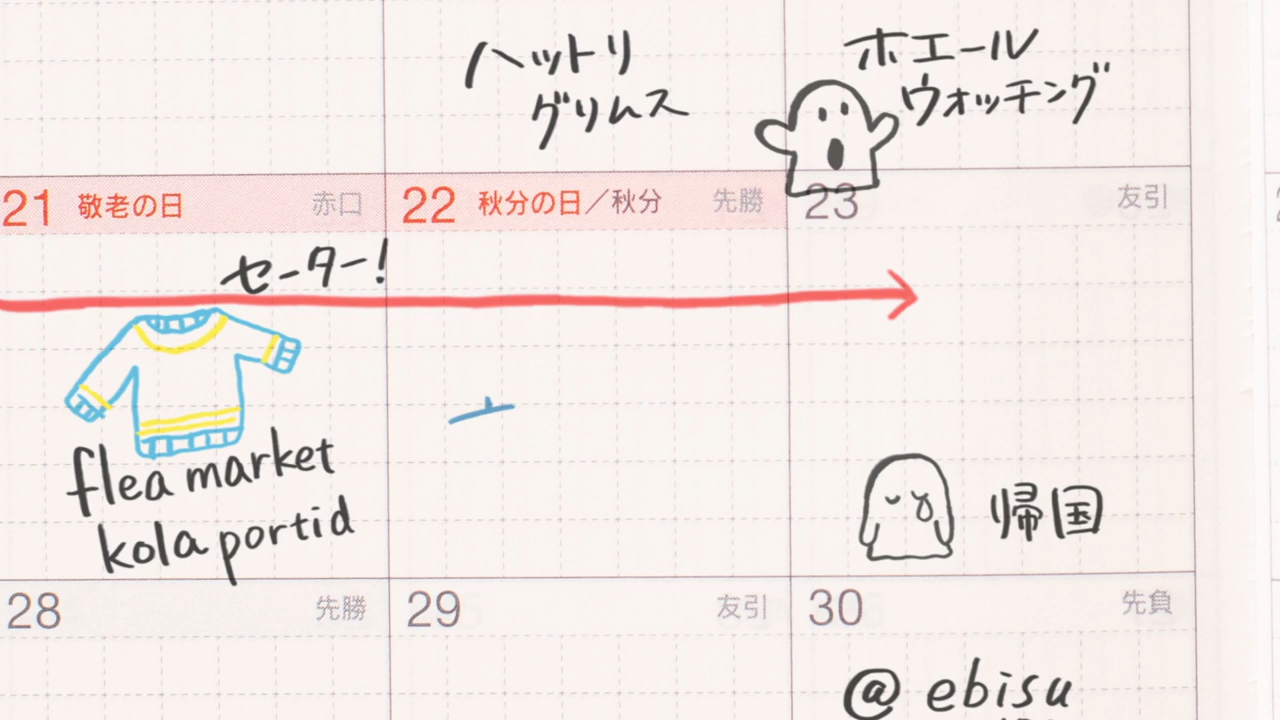 ハットリ
グリムス
ホエール
ウォッチング
21 敬老の日 赤口
22 秋分の日／秋分 先勝
23 友引
セーター!
flea market
kola portid
帰国
28 先勝
29 友引
30 先負
@ ebisu